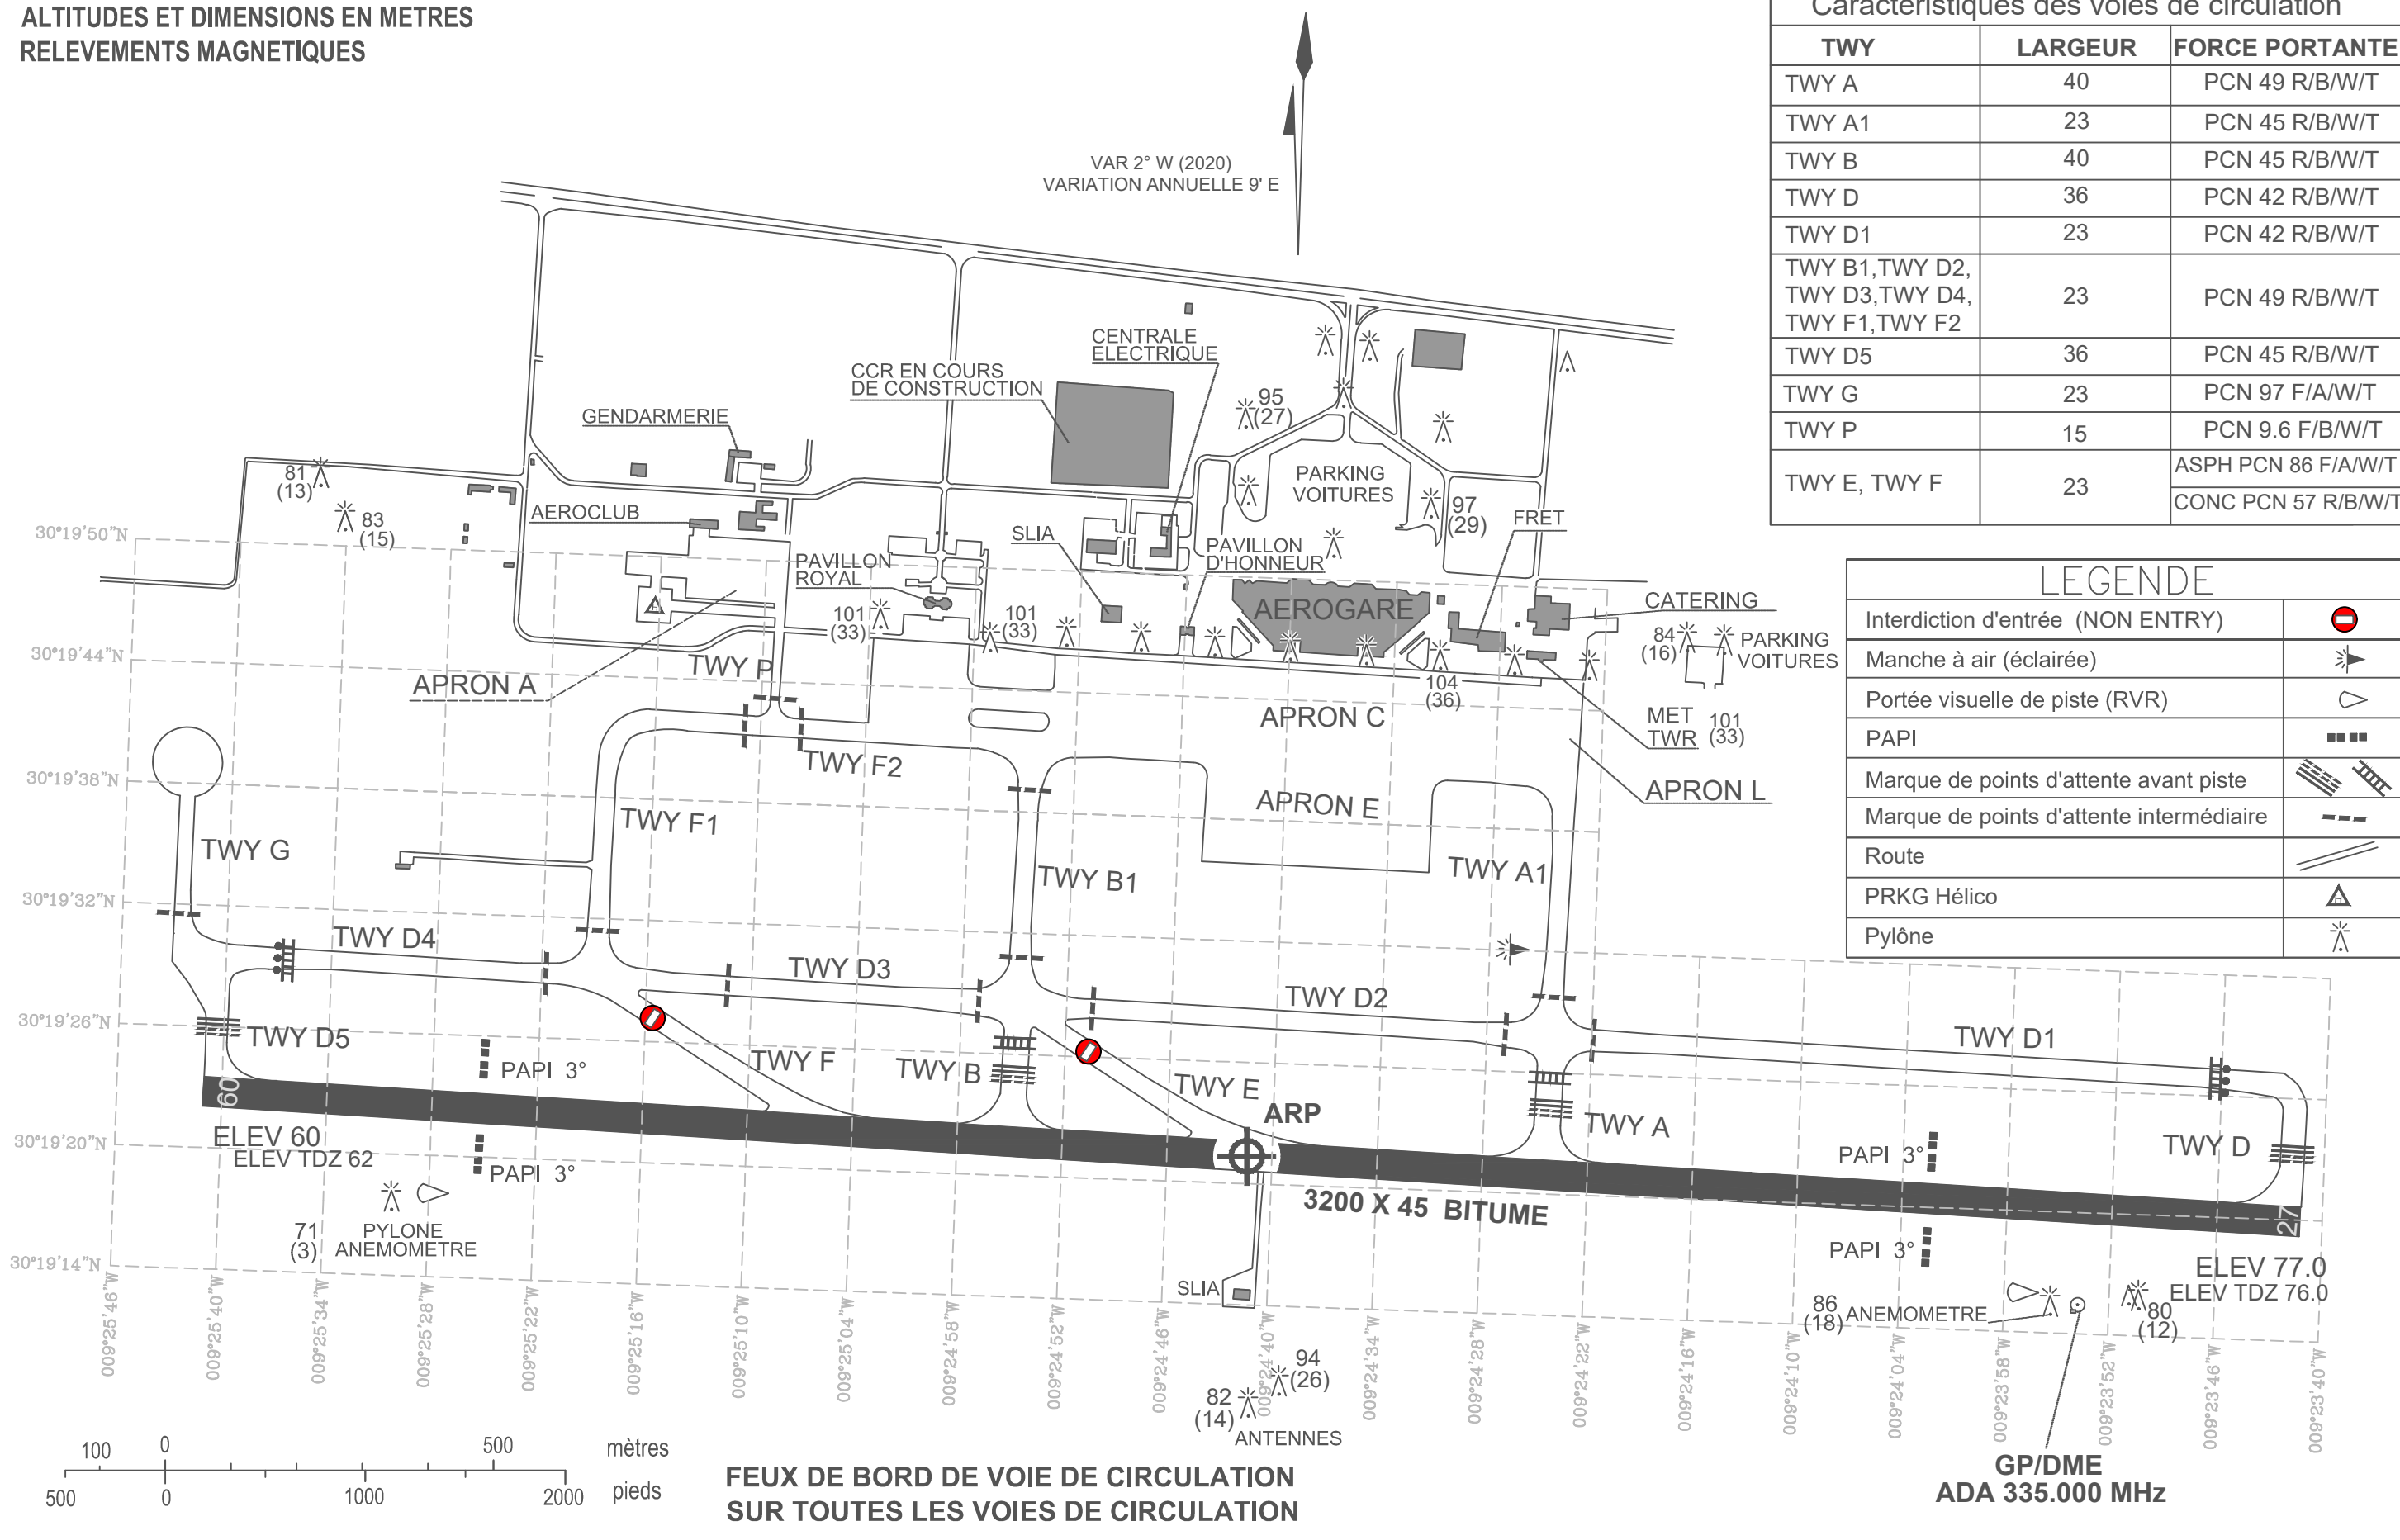 ALTITUDES ET DIMENSIONS EN METRES
RELEVEMENTS MAGNETIQUES
VAR 2° W (2020)
VARIATION ANNUELLE 9' E
Caractéristiques des voies de circulation
TWY LARGEUR FORCE PORTANTE
TWY A 40 PCN 49 R/B/W/T
TWY A1 23 PCN 45 R/B/W/T
TWY B 40 PCN 45 R/B/W/T
TWY D 36 PCN 42 R/B/W/T
TWY D1 23 PCN 42 R/B/W/T
TWY B1,TWY D2,
TWY D3,TWY D4, 23 PCN 49 R/B/W/T
TWY F1,TWY F2
TWY D5 36 PCN 45 R/B/W/T
TWY G 23 PCN 97 F/A/W/T
TWY P 15 PCN 9.6 F/B/W/T
TWY E, TWY F 23 ASPH PCN 86 F/A/W/T
CONC PCN 57 R/B/W/T
LEGENDE
Interdiction d'entrée (NON ENTRY)
Manche à air (éclairée)
Portée visuelle de piste (RVR)
PAPI
Marque de points d'attente avant piste
Marque de points d'attente intermédiaire
Route
PRKG Hélico
H
Pylône
CENTRALE
ELECTRIQUE
CCR EN COURS
DE CONSTRUCTION
GENDARMERIE
95
(27)
81
(13)
83
(15)
PARKING
VOITURES
97
(29)
AEROCLUB
SLIA
FRET
PAVILLON
D'HONNEUR
PAVILLON
ROYAL
H
101
(33)
101
(33)
AEROGARE
CATERING
84
(16)
PARKING
VOITURES
104
(36)
MET
TWR
101
(33)
APRON A
TWY P
APRON C
TWY F2
APRON E
APRON L
TWY F1
TWY G
TWY B1
TWY A1
TWY D4
TWY D3
TWY D2
TWY D1
TWY D5
PAPI 3°
TWY F
TWY B
TWY E
ARP
TWY A
PAPI 3°
TWY D
09
ELEV 60
ELEV TDZ 62
PAPI 3°
3200 X 45 BITUME
27
71
(3)
PYLONE
ANEMOMETRE
PAPI 3°
ELEV 77.0
ELEV TDZ 76.0
SLIA
86
(18)
ANEMOMETRE
80
(12)
94
(26)
82
(14)
ANTENNES
GP/DME
ADA 335.000 MHz
30°19'50"N
30°19'44"N
30°19'38"N
30°19'32"N
30°19'26"N
30°19'20"N
30°19'14"N
009°25'46"W
009°25'40"W
009°25'34"W
009°25'28"W
009°25'22"W
009°25'16"W
009°25'10"W
009°25'04"W
009°24'58"W
009°24'52"W
009°24'46"W
009°24'40"W
009°24'34"W
009°24'28"W
009°24'22"W
009°24'16"W
009°24'10"W
009°24'04"W
009°23'58"W
009°23'52"W
009°23'46"W
009°23'40"W
100 0 500 mètres
500 0 1000 2000 pieds
FEUX DE BORD DE VOIE DE CIRCULATION
SUR TOUTES LES VOIES DE CIRCULATION